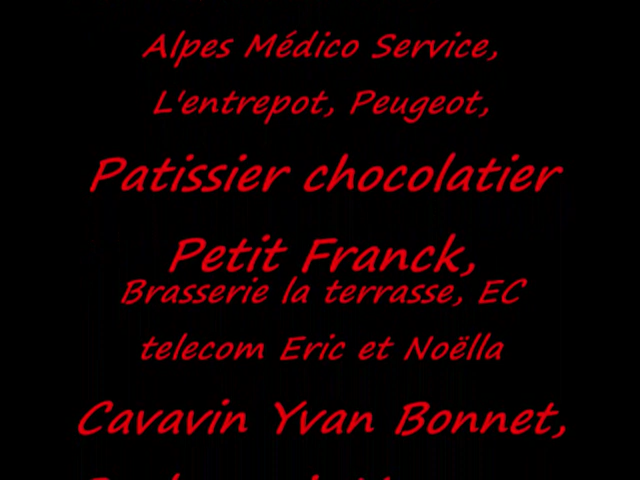 Alpes Médico Service,
L'entrepot, Peugeot,
Patissier chocolatier
Petit Franck,
Brasserie la terrasse, EC
telecom Eric et Noëlla
Cavavin Yvan Bonnet,